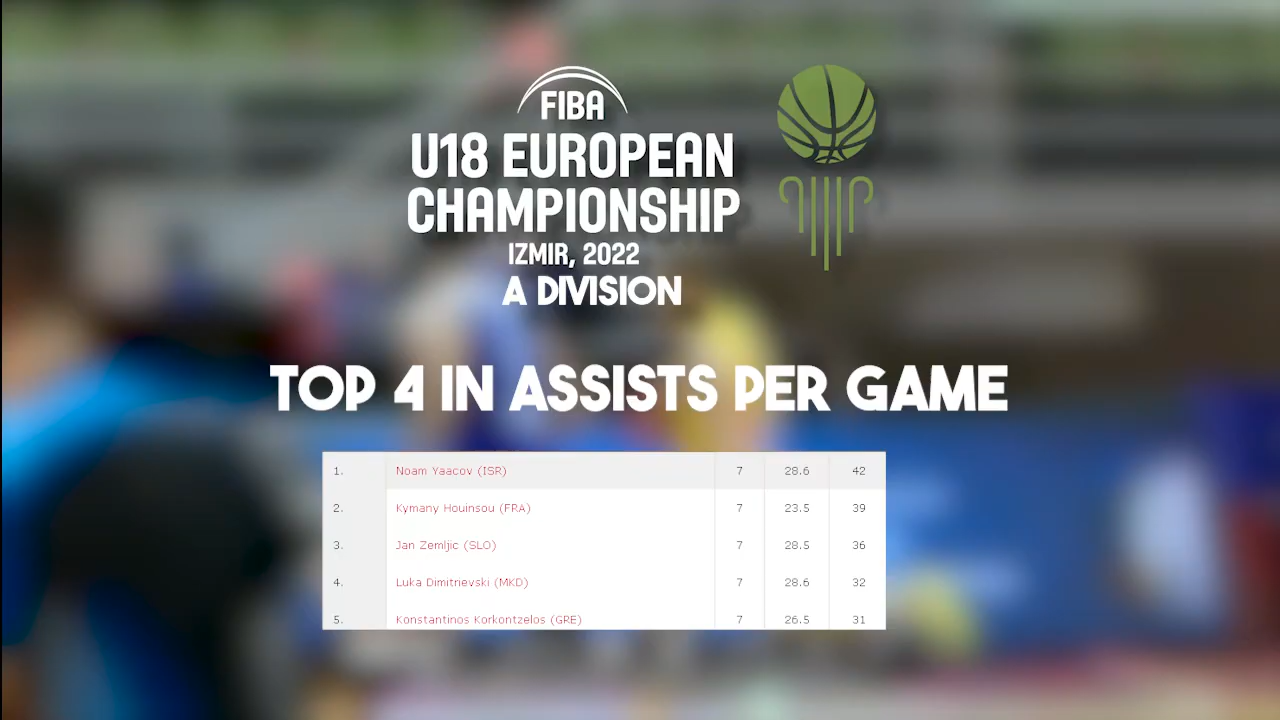 FIBA
U18 EUROPEAN
CHAMPIONSHIP
IZMIR, 2022
A DIVISION
TOP 4 IN ASSISTS PER GAME
1. Noam Yaacov (ISR) 7 28.6 42
2. Kymany Houinsou (FRA) 7 23.5 39
3. Jan Zemljic (SLO) 7 28.5 36
4. Luka Dimitrievski (MKD) 7 28.6 32
5. Konstantinos Korkontzelos (GRE) 7 26.5 31